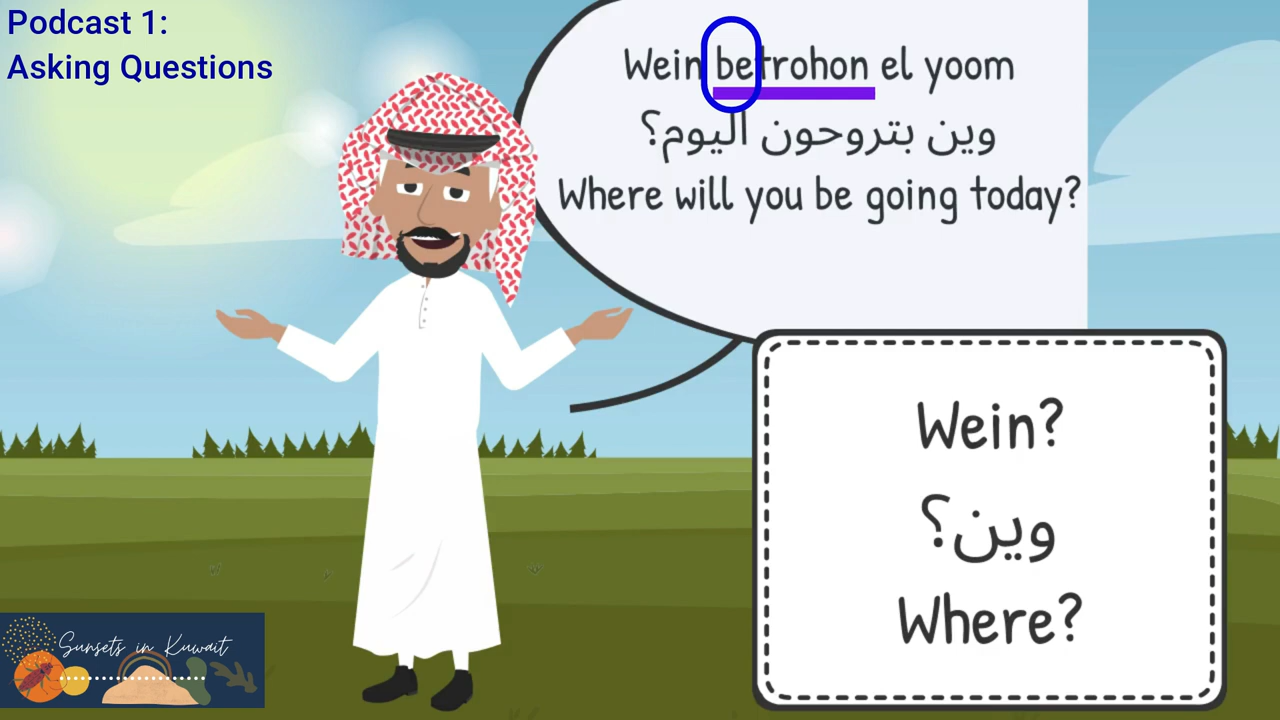 Podcast 1:
Asking Questions
Wein betrohon el yoom
وين بتروحون اليوم؟
Where will you be going today?
Wein?
وين؟
Where?
Sunsets in Kuwait